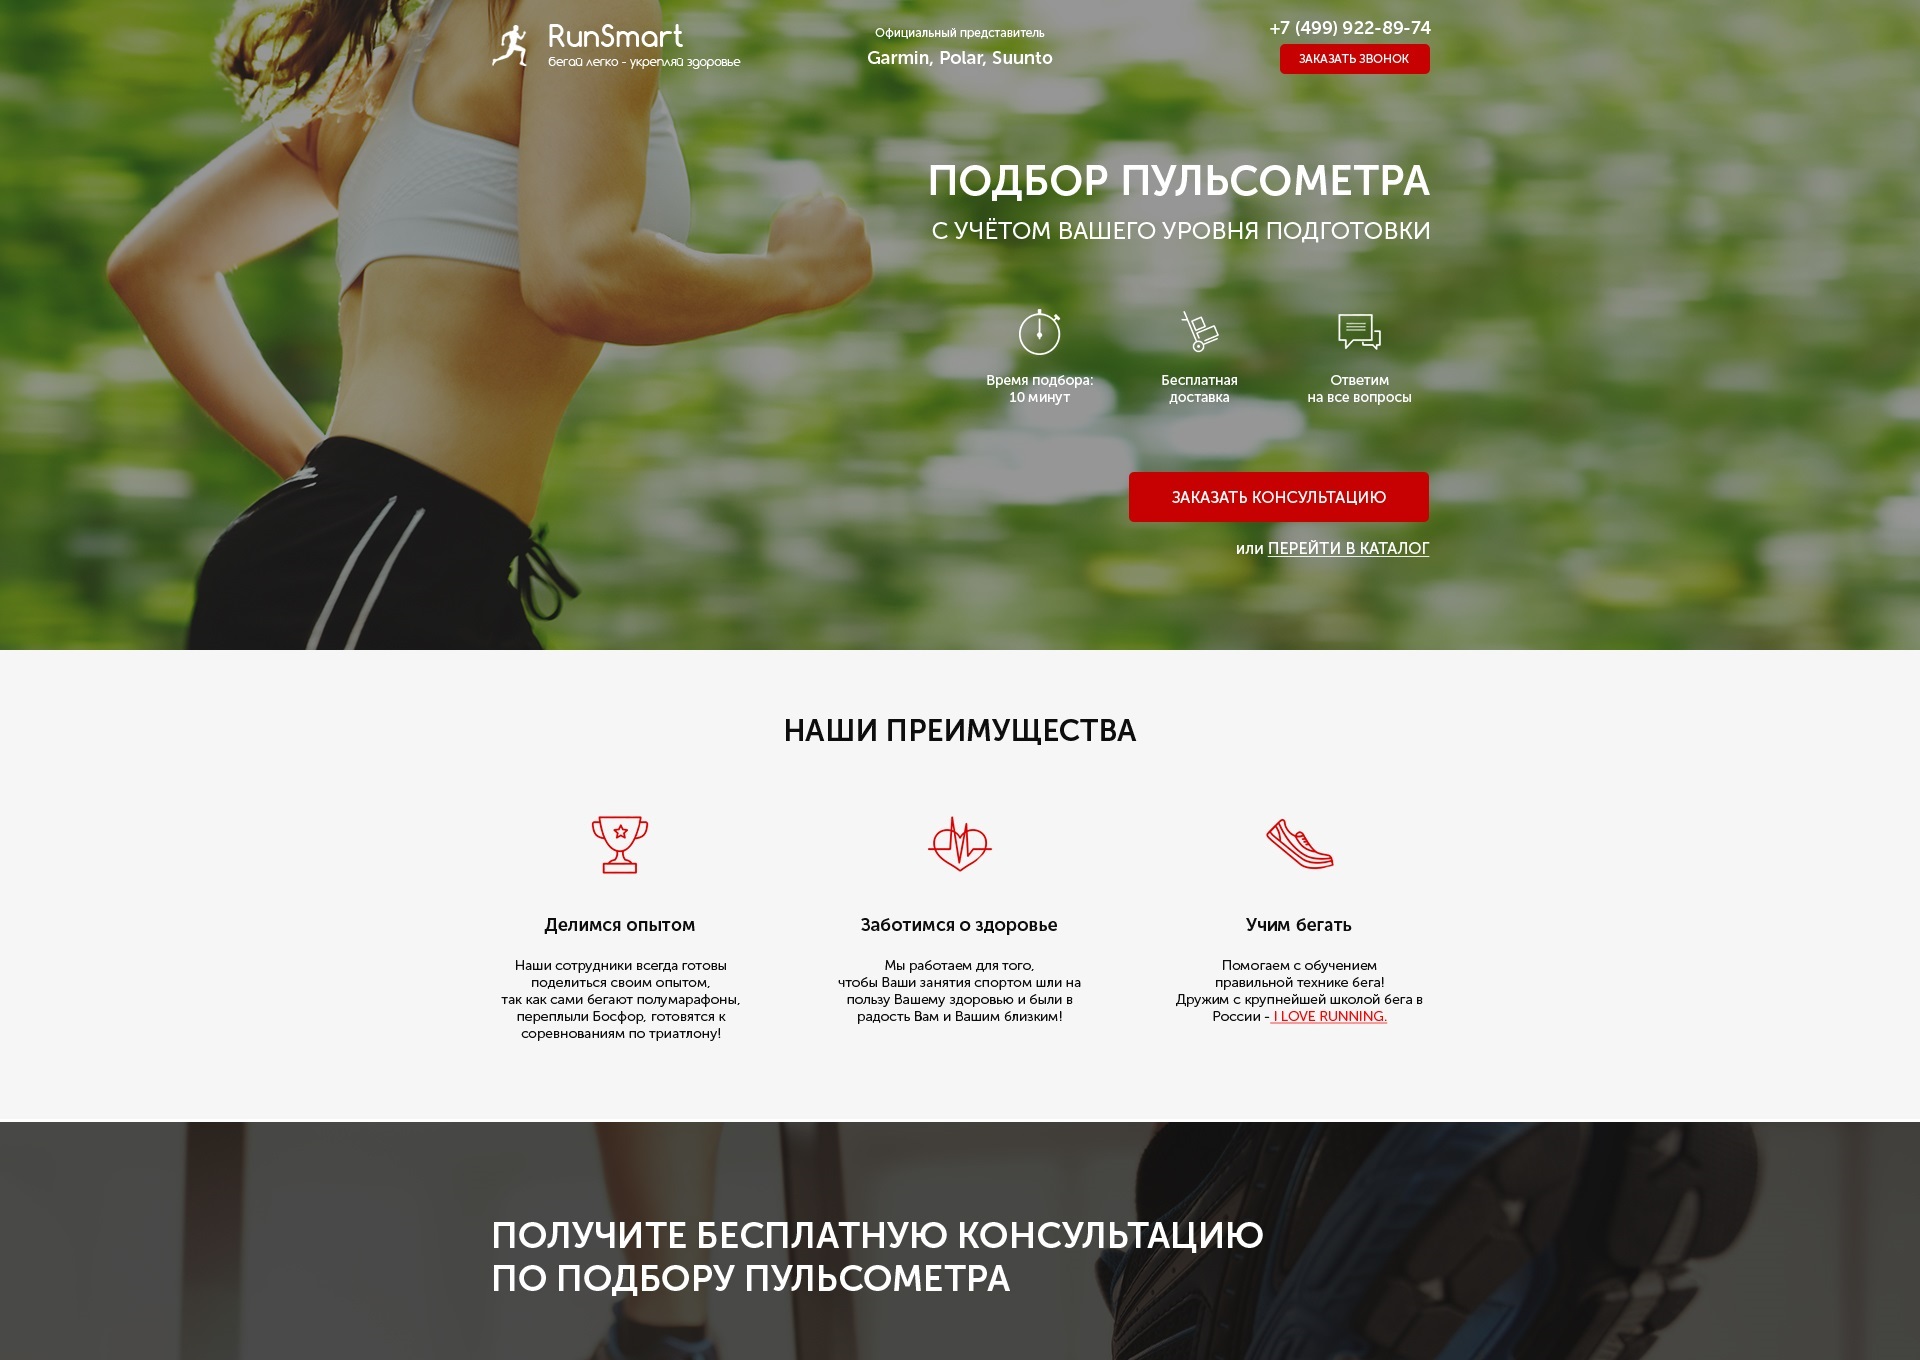 RunSmart
бегай легко - укрепляй здоровье
Официальный представитель
Garmin, Polar, Suunto
+7 (499) 922-89-74
ЗАКАЗАТЬ ЗВОНОК
ПОДБОР ПУЛЬСОМЕТРА
С УЧЁТОМ ВАШЕГО УРОВНЯ ПОДГОТОВКИ
Время подбора:
10 минут
Бесплатная
доставка
Ответим
на все вопросы
ЗАКАЗАТЬ КОНСУЛЬТАЦИЮ
или ПЕРЕЙТИ В КАТАЛОГ
НАШИ ПРЕИМУЩЕСТВА
Делимся опытом
Наши сотрудники всегда готовы
поделиться своим опытом,
так как сами бегают полумарафоны,
переплыли Босфор, готовятся к
соревнованиям по триатлону!
Заботимся о здоровье
Мы работаем для того,
чтобы Ваши занятия спортом шли на
пользу Вашему здоровью и были в
радость Вам и Вашим близким!
Учим бегать
Помогаем с обучением
правильной технике бега!
Дружим с крупнейшей школой бега в
России - I LOVE RUNNING.
ПОЛУЧИТЕ БЕСПЛАТНУЮ КОНСУЛЬТАЦИЮ
ПО ПОДБОРУ ПУЛЬСОМЕТРА